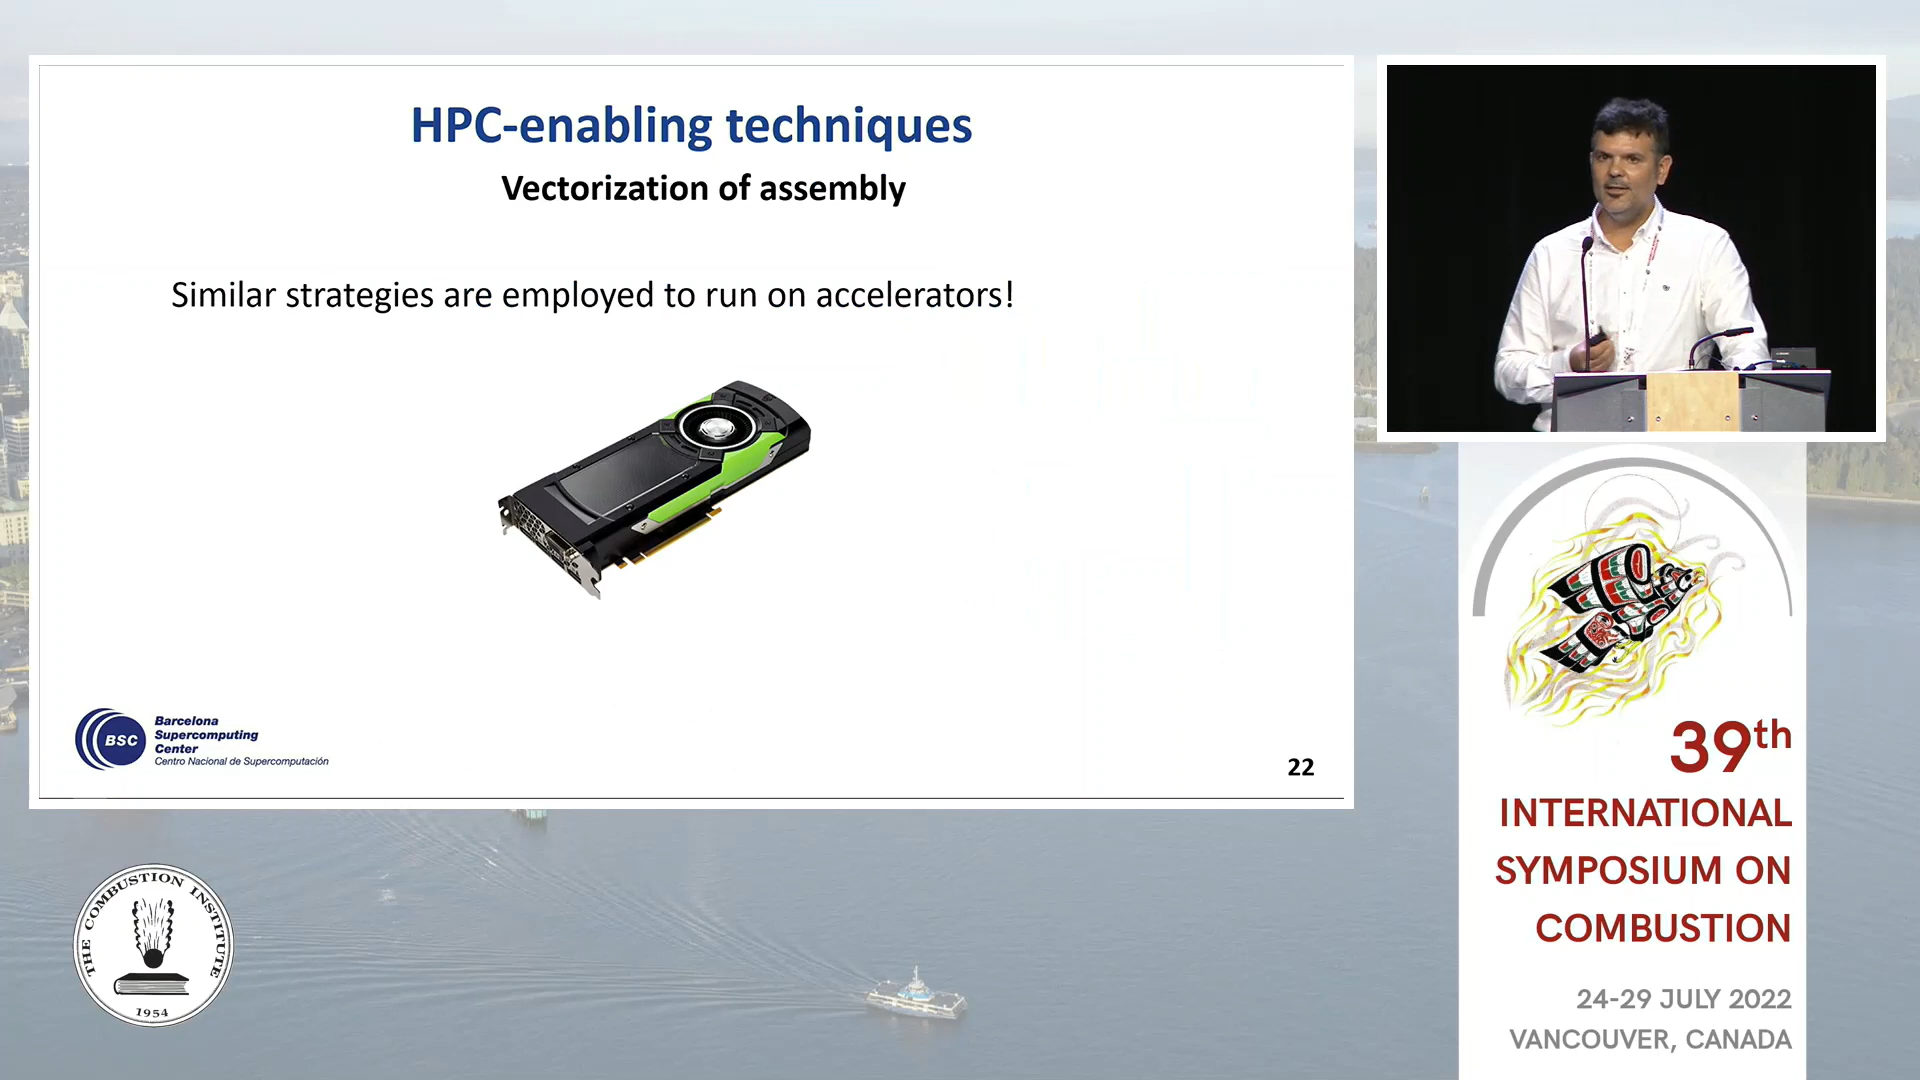 HPC-enabling techniques
Vectorization of assembly
Similar strategies are employed to run on accelerators!
BSC
Barcelona
Supercomputing
Center
Centro Nacional de Supercomputación
22
39th
INTERNATIONAL
SYMPOSIUM ON
COMBUSTION
24-29 JULY 2022
VANCOUVER, CANADA
THE COMBUSTION INSTITUTE
1954